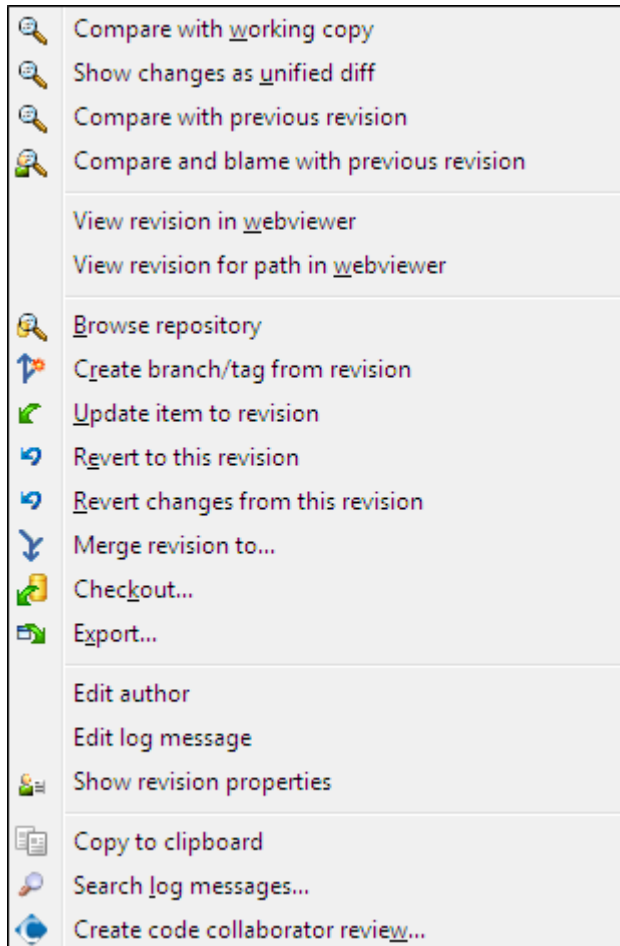 Compare with working copy
Show changes as unified diff
Compare with previous revision
Compare and blame with previous revision
View revision in webviewer
View revision for path in webviewer
Browse repository
Create branch/tag from revision
Update item to revision
Revert to this revision
Revert changes from this revision
Merge revision to...
Checkout...
Export...
Edit author
Edit log message
Show revision properties
Copy to clipboard
Search log messages...
Create code collaborator review...